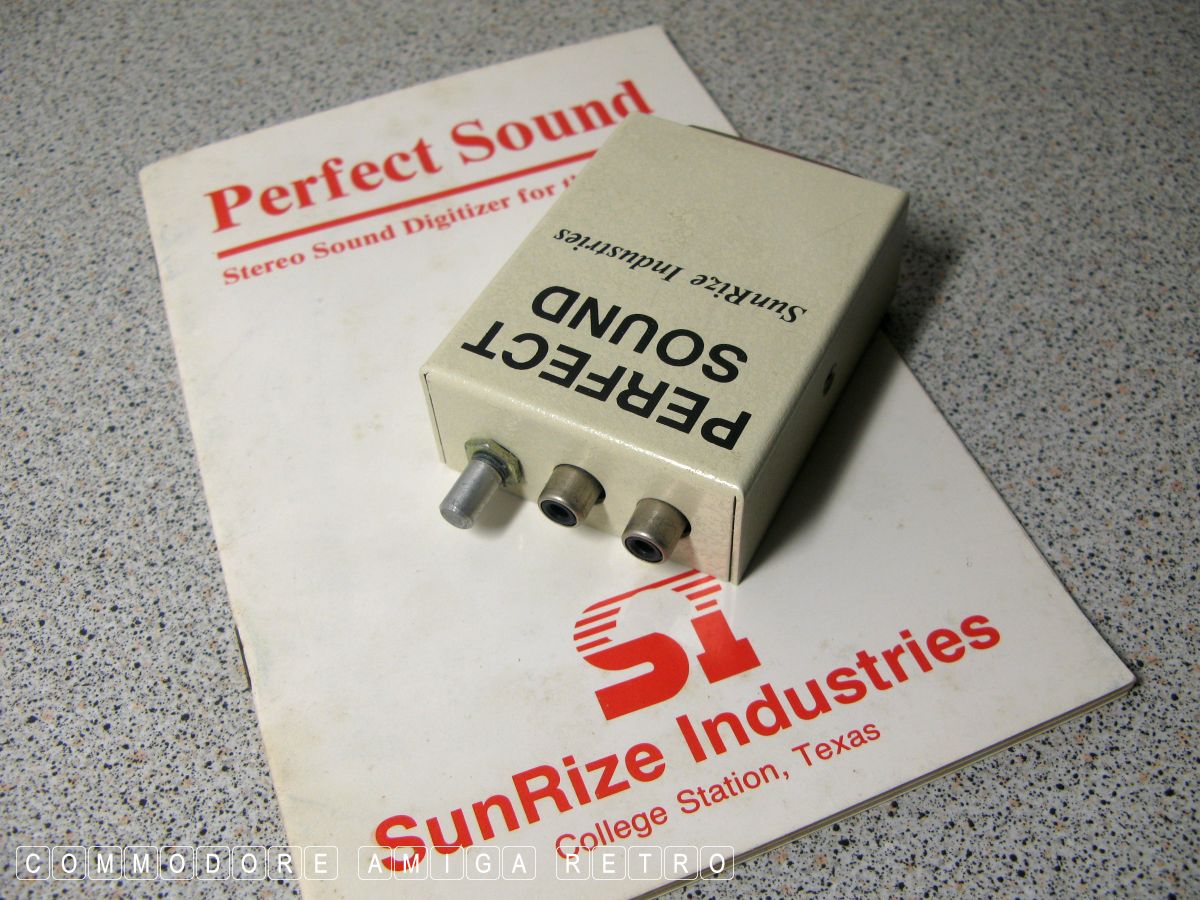 Perfect Sound
Stereo Sound Digitizer for
PERFECT
SOUND
SunRize Industries
SI
SunRize Industries
College Station, Texas
COMMODORE AMIGA RETRO